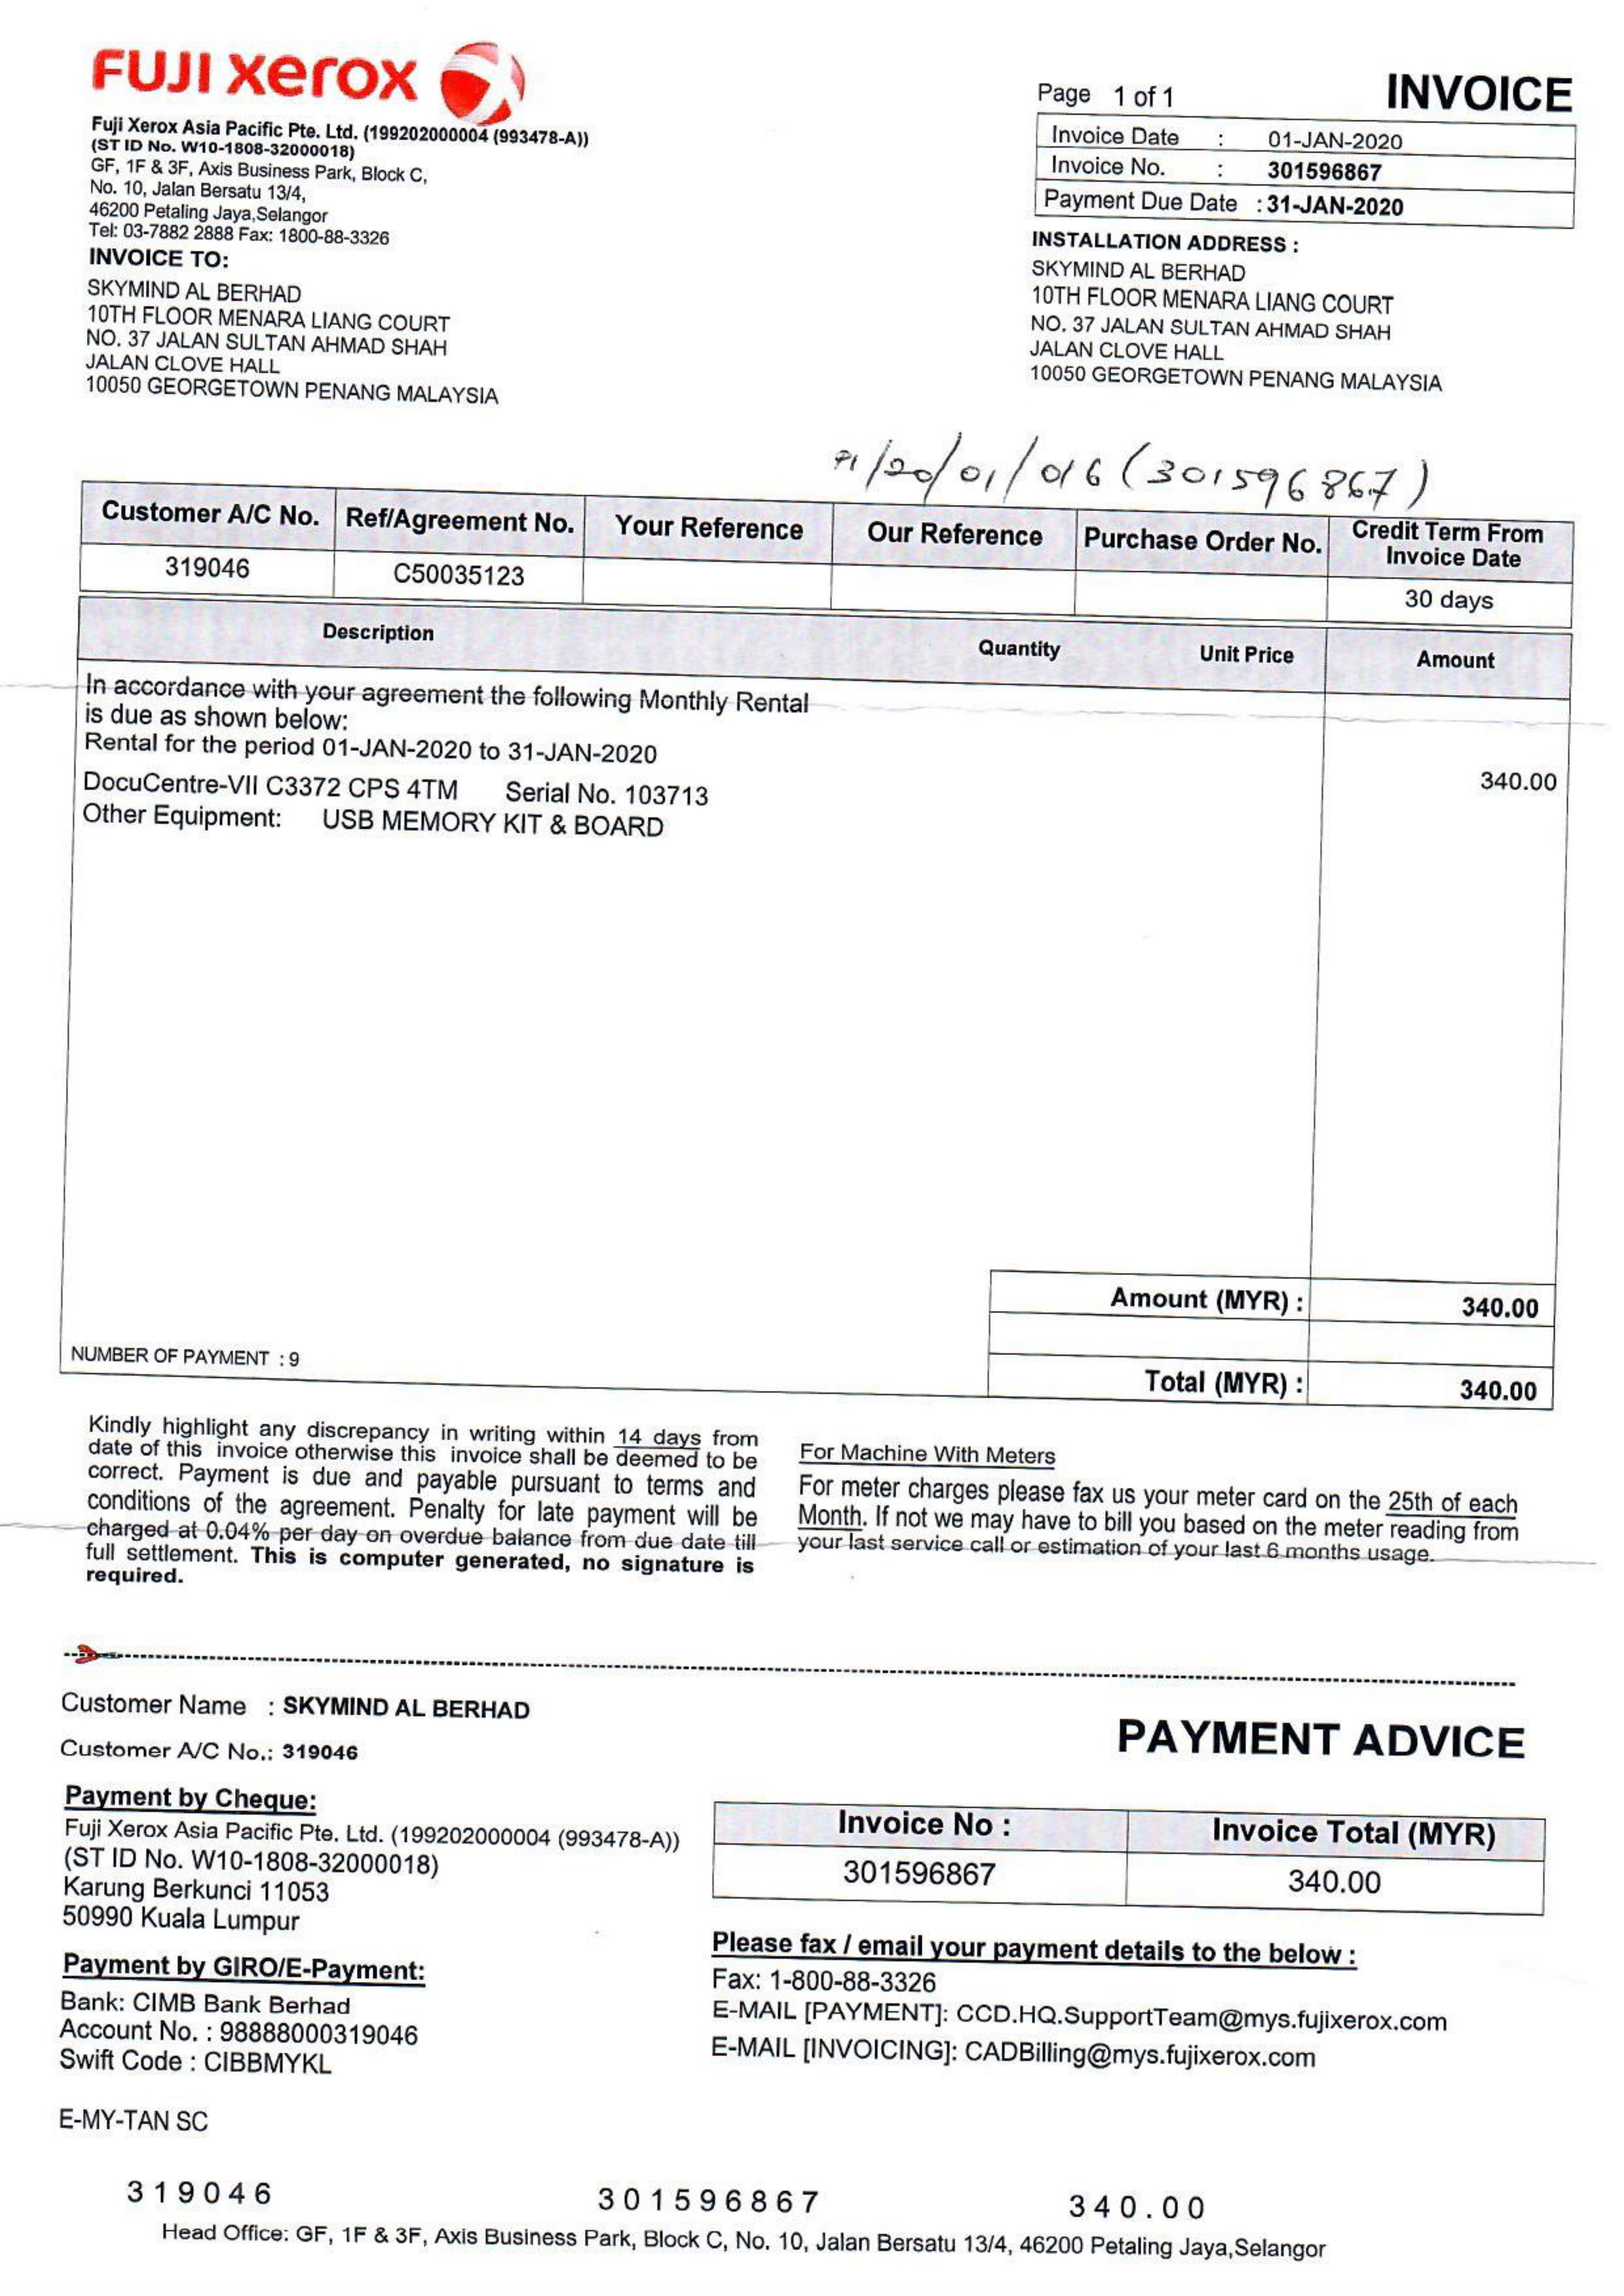 FUJI xerox
Fuji Xerox Asia Pacific Pte. Ltd. (199202000004 (993478-A))
(ST ID No. W10-1808-32000018)
GF, 1F & 3F, Axis Business Park, Block C,
No. 10, Jalan Bersatu 13/4,
46200 Petaling Jaya,Selangor
Tel: 03-7882 2888 Fax: 1800-88-3326
INVOICE TO:
SKYMIND AL BERHAD
10TH FLOOR MENARA LIANG COURT
NO. 37 JALAN SULTAN AHMAD SHAH
JALAN CLOVE HALL
10050 GEORGETOWN PENANG MALAYSIA
Page 1 of 1 INVOICE
Invoice Date : 01-JAN-2020
Invoice No. : 301596867
Payment Due Date : 31-JAN-2020
INSTALLATION ADDRESS :
SKYMIND AL BERHAD
10TH FLOOR MENARA LIANG COURT
NO. 37 JALAN SULTAN AHMAD SHAH
JALAN CLOVE HALL
10050 GEORGETOWN PENANG MALAYSIA
PI/20/01/016 (301596867)
Customer A/C No. Ref/Agreement No. Your Reference Our Reference Purchase Order No. Credit Term From
Invoice Date
319046 C50035123 30 days
Description Quantity Unit Price Amount
In accordance with your agreement the following Monthly Rental
is due as shown below:
Rental for the period 01-JAN-2020 to 31-JAN-2020
DocuCentre-VII C3372 CPS 4TM Serial No. 103713 340.00
Other Equipment: USB MEMORY KIT & BOARD
Amount (MYR) : 340.00
NUMBER OF PAYMENT : 9
Total (MYR) : 340.00
Kindly highlight any discrepancy in writing within 14 days from
date of this invoice otherwise this invoice shall be deemed to be
correct. Payment is due and payable pursuant to terms and
conditions of the agreement. Penalty for late payment will be
charged at 0.04% per day on overdue balance from due date till
full settlement. This is computer generated, no signature is
required.
For Machine With Meters
For meter charges please fax us your meter card on the 25th of each
Month. If not we may have to bill you based on the meter reading from
your last service call or estimation of your last 6 months usage.
Customer Name : SKYMIND AL BERHAD
Customer A/C No.: 319046
PAYMENT ADVICE
Payment by Cheque:
Fuji Xerox Asia Pacific Pte. Ltd. (199202000004 (993478-A))
(ST ID No. W10-1808-32000018)
Karung Berkunci 11053
50990 Kuala Lumpur
Payment by GIRO/E-Payment:
Bank: CIMB Bank Berhad
Account No. : 98888000319046
Swift Code : CIBBMYKL
Invoice No : Invoice Total (MYR)
301596867 340.00
Please fax / email your payment details to the below :
Fax: 1-800-88-3326
E-MAIL [PAYMENT]: CCD.HQ.SupportTeam@mys.fujixerox.com
E-MAIL [INVOICING]: CADBilling@mys.fujixerox.com
E-MY-TAN SC
319046 301596867 340.00
Head Office: GF, 1F & 3F, Axis Business Park, Block C, No. 10, Jalan Bersatu 13/4, 46200 Petaling Jaya,Selangor